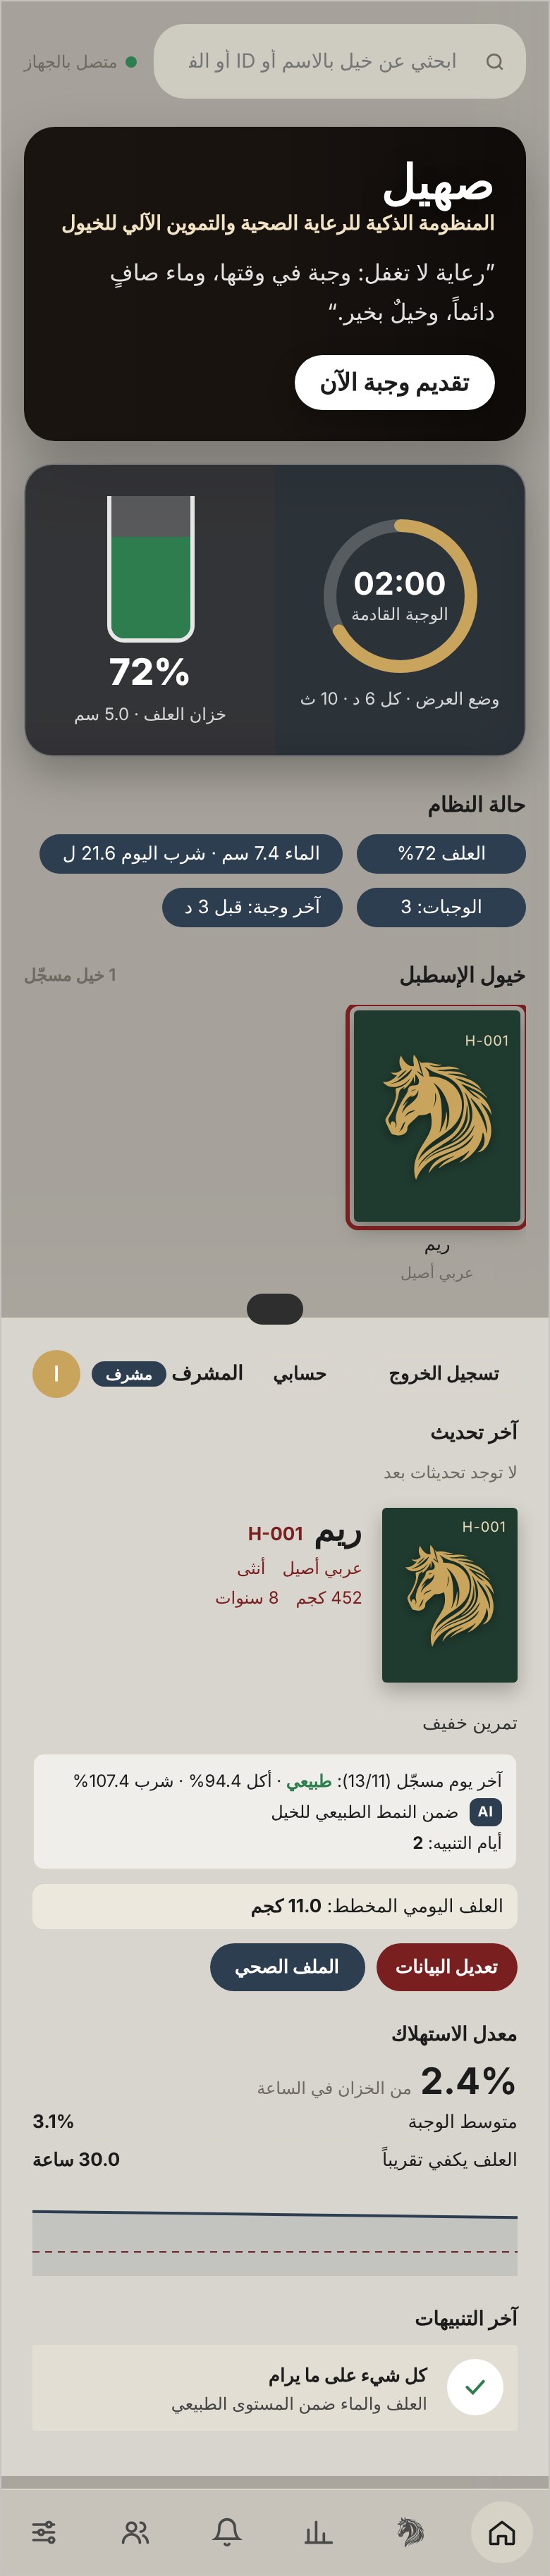 ابحثي عن خيل بالاسم أو ID أو الف
متصل بالجهاز
صهيل
المنظومة الذكية للرعاية الصحية والتموين الآلي للخيول
”رعاية لا تغفل: وجبة في وقتها، وماء صافٍ
دائماً، وخيلٌ بخير.“
تقديم وجبة الآن
02:00
الوجبة القادمة
وضع العرض · كل 6 د · 10 ث
72%
خزان العلف · 5.0 سم
حالة النظام
العلف 72%
الماء 7.4 سم · شرب اليوم 21.6 ل
الوجبات: 3
آخر وجبة: قبل 3 د
خيول الإسطبل
1 خيل مسجّل
H-001
ريم
عربي أصيل
تسجيل الخروج
حسابي
المشرف
مشرف
ا
آخر تحديث
لا توجد تحديثات بعد
H-001
ريم H-001
عربي أصيل أنثى
452 كجم 8 سنوات
تمرين خفيف
آخر يوم مسجّل (13/11): طبيعي · أكل 94.4% · شرب 107.4%
AI ضمن النمط الطبيعي للخيل
أيام التنبيه: 2
العلف اليومي المخطط: 11.0 كجم
تعديل البيانات
الملف الصحي
معدل الاستهلاك
2.4% من الخزان في الساعة
متوسط الوجبة 3.1%
العلف يكفي تقريباً 30.0 ساعة
آخر التنبيهات
كل شيء على ما يرام
العلف والماء ضمن المستوى الطبيعي